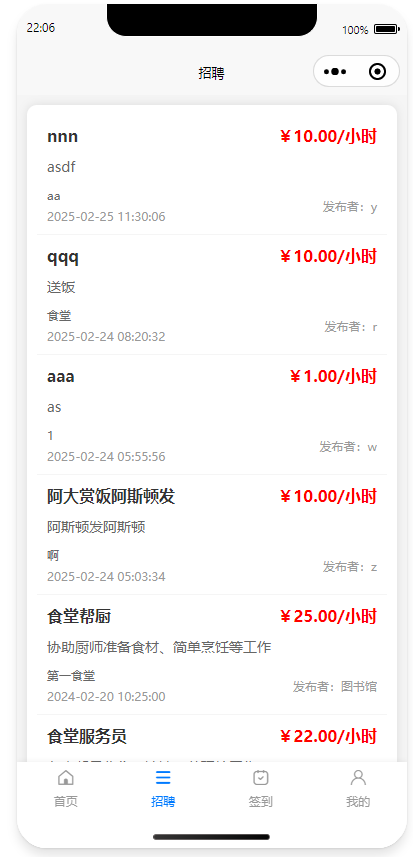 22:06
100%
招聘
nnn
￥10.00/小时
asdf
aa
2025-02-25 11:30:06
发布者：y
qqq
￥10.00/小时
送饭
食堂
2025-02-24 08:20:32
发布者：r
aaa
￥1.00/小时
as
1
2025-02-24 05:55:56
发布者：w
阿大赏饭阿斯顿发
￥10.00/小时
阿斯顿发阿斯顿
啊
2025-02-24 05:03:34
发布者：z
食堂帮厨
￥25.00/小时
协助厨师准备食材、简单烹饪等工作
第一食堂
2024-02-20 10:25:00
发布者：图书馆
食堂服务员
￥22.00/小时
首页
招聘
签到
我的